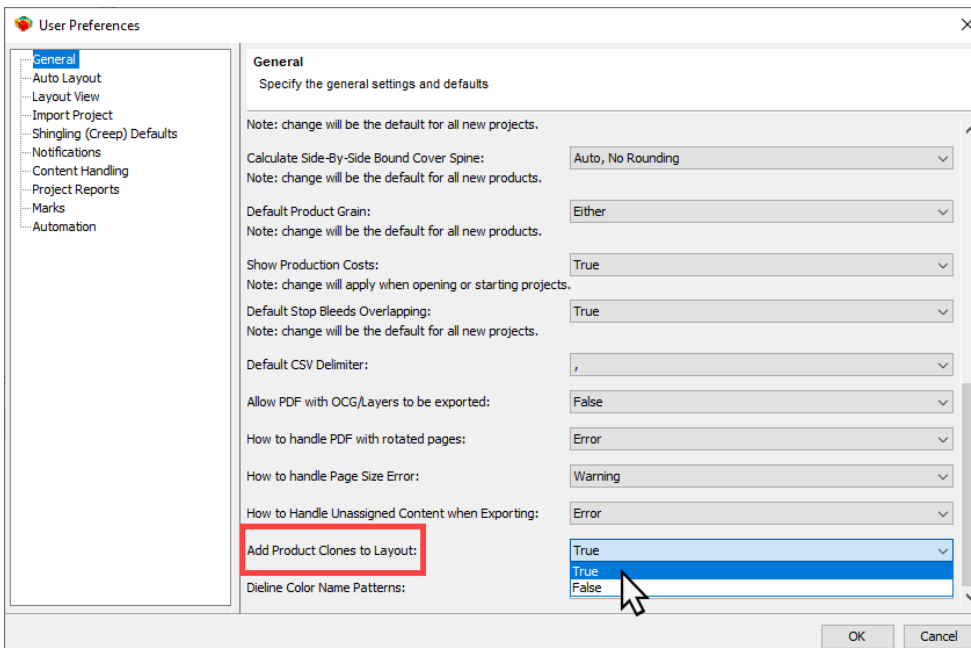 User Preferences
General
Auto Layout
Layout View
Import Project
Shingling (Creep) Defaults
Notifications
Content Handling
Project Reports
Marks
Automation
General
Specify the general settings and defaults
Note: change will be the default for all new projects.
Calculate Side-By-Side Bound Cover Spine: Auto, No Rounding
Note: change will be the default for all new products.
Default Product Grain: Either
Note: change will be the default for all new products.
Show Production Costs: True
Note: change will apply when opening or starting projects.
Default Stop Bleeds Overlapping: True
Note: change will be the default for all new projects.
Default CSV Delimiter: ,
Allow PDF with OCG/Layers to be exported: False
How to handle PDF with rotated pages: Error
How to handle Page Size Error: Warning
How to Handle Unassigned Content when Exporting: Error
Add Product Clones to Layout: True
True
Dieline Color Name Patterns: False
OK Cancel